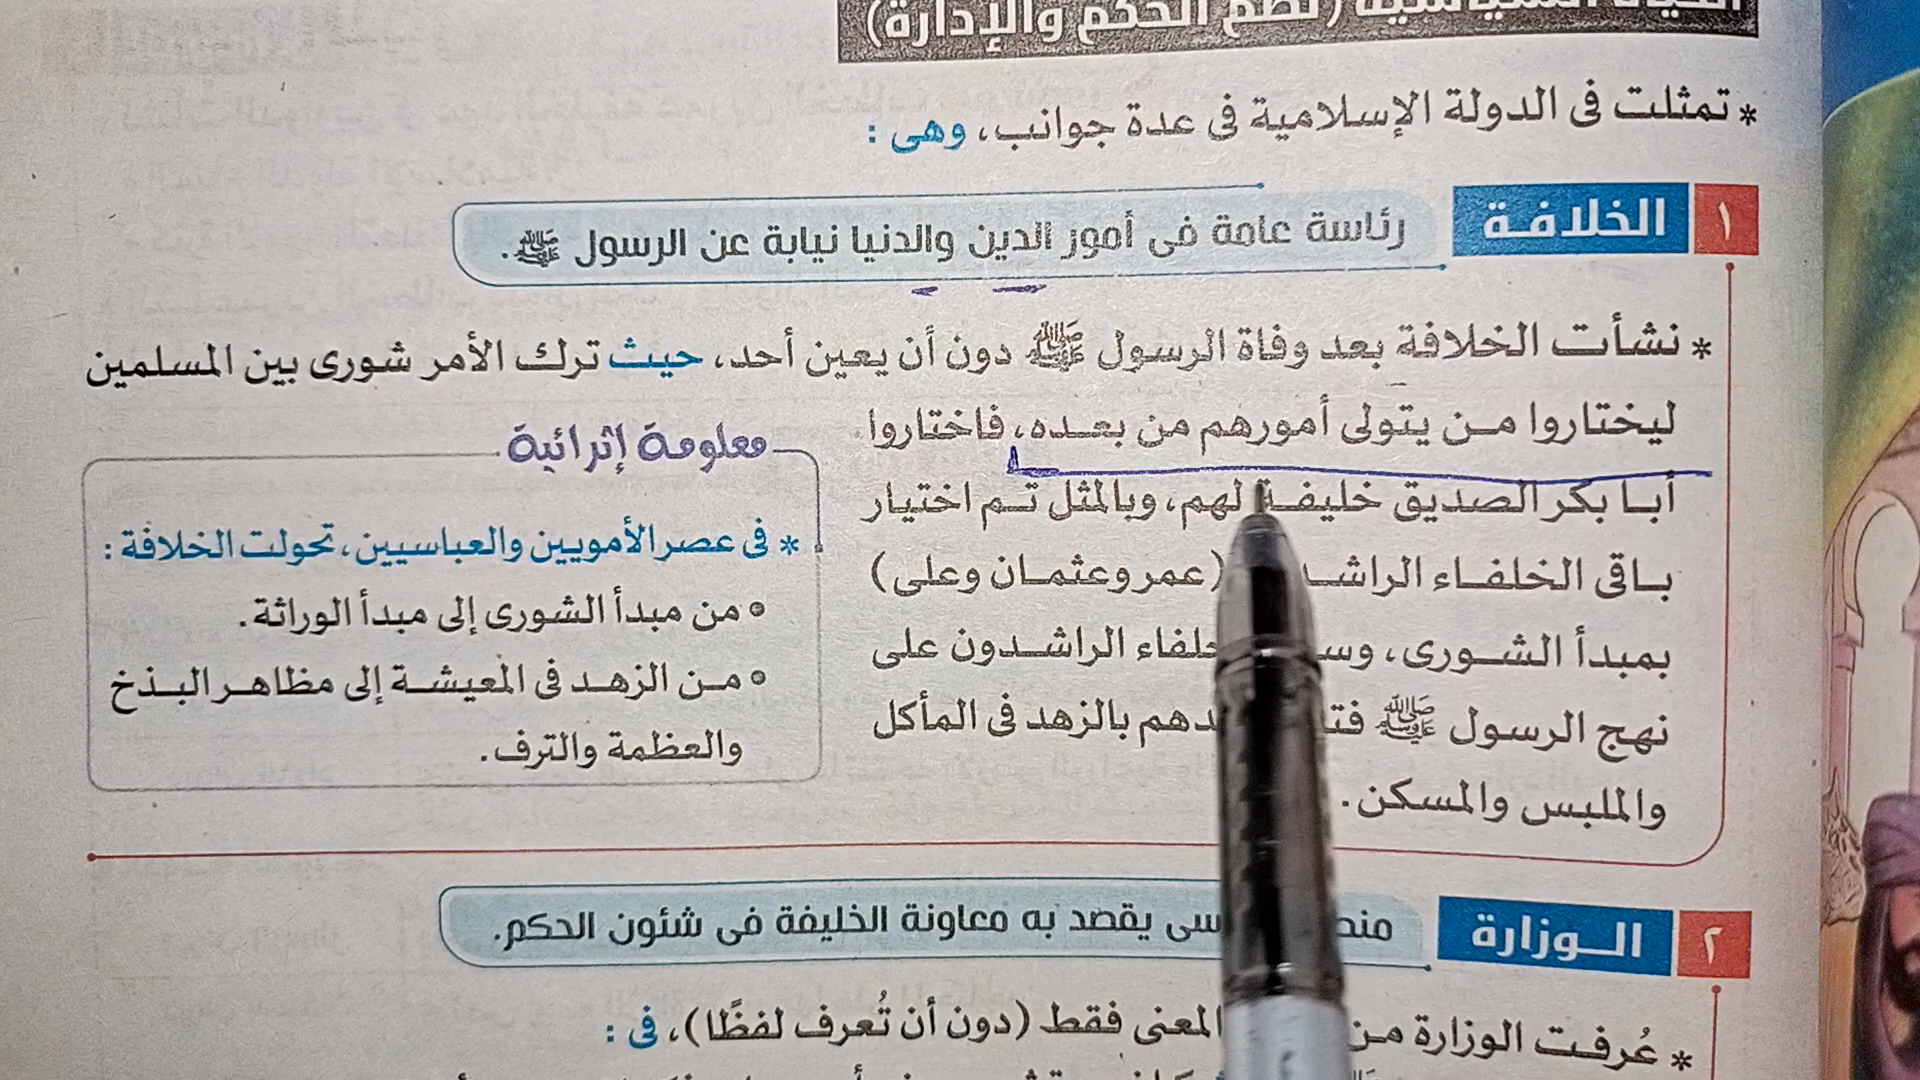 (نظم الحكم والإدارة)
* تمثلت فى الدولة الإسلامية فى عدة جوانب، وهى :
١ الخلافة رئاسة عامة فى أمور الدين والدنيا نيابة عن الرسول ﷺ.
* نشأت الخلافة بعد وفاة الرسول ﷺ دون أن يعين أحد، حيث ترك الأمر شورى بين المسلمين
ليختاروا من يتولى أمورهم من بعده، فاختاروا
أبا بكر الصديق خليفة لهم، وبالمثل تم اختيار
باقى الخلفاء (عمر وعثمان وعلى)
بمبدأ الشورى، الراشدون على
نهج الرسول ﷺ بالزهد فى المأكل
والملبس والمسكن.
معلومة إثرائية
* فى عصر الأمويين والعباسيين، تحولت الخلافة :
• من مبدأ الشورى إلى مبدأ الوراثة.
• من الزهد فى المعيشة إلى مظاهر البذخ
والعظمة والترف.
٢ الوزارة يقصد به معاونة الخليفة فى شئون الحكم.
* عُرفت الوزارة المعنى فقط (دون أن تُعرف لفظًا)، فى :